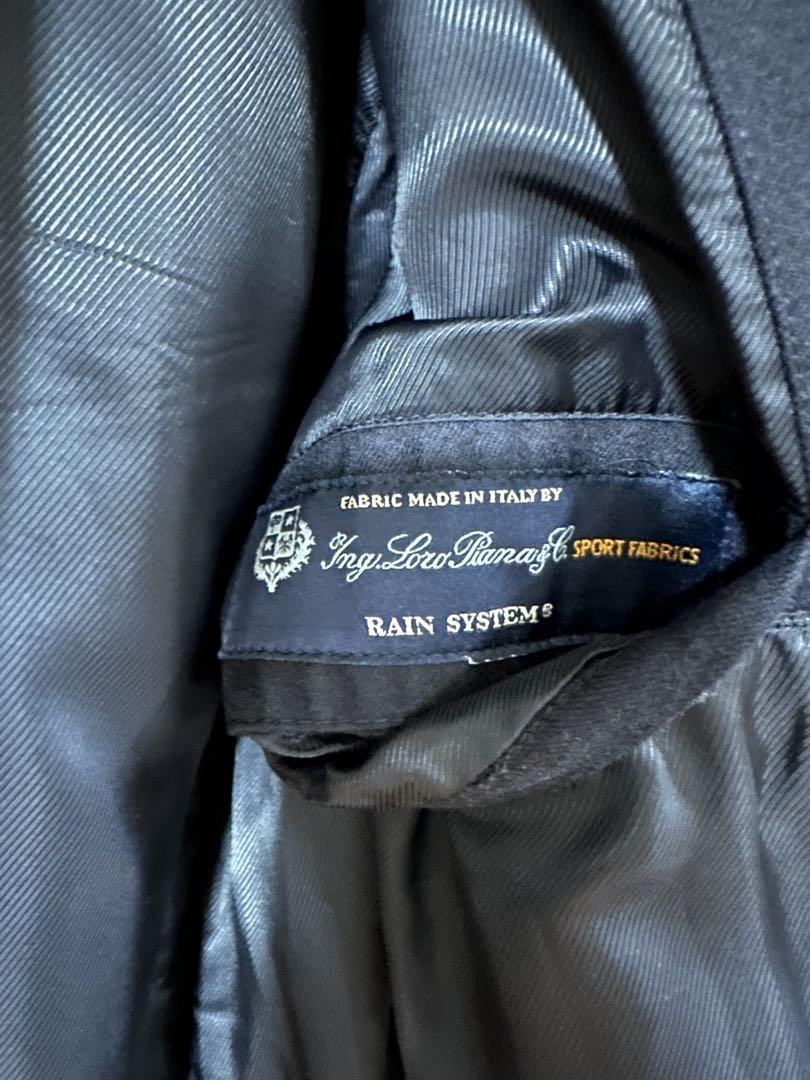 FABRIC MADE IN ITALY BY
Ing. Loro Piana & C. SPORT FABRICS
RAIN SYSTEM®